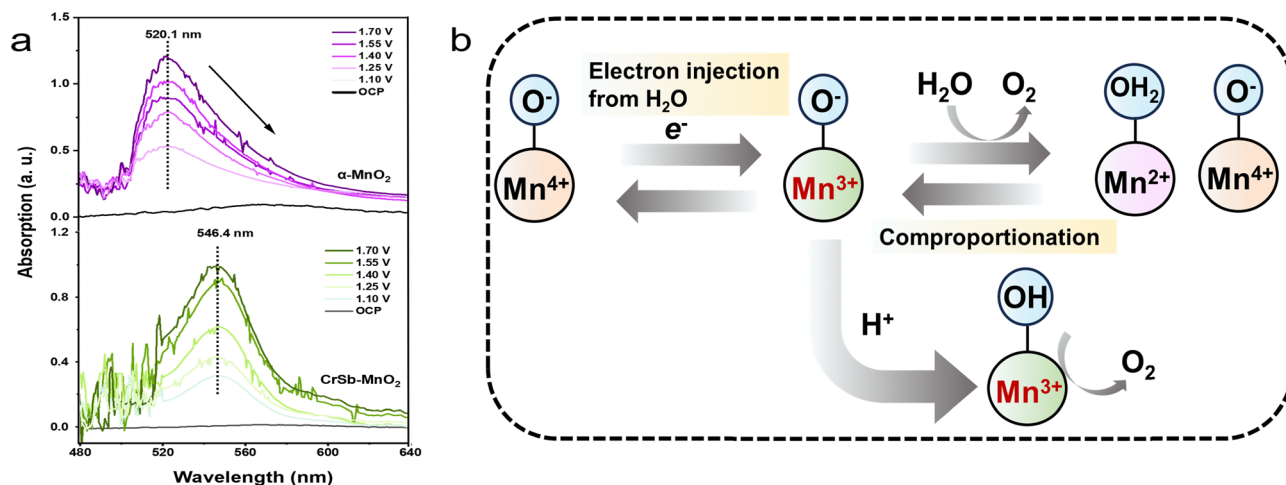 a
1.5
1.0
0.5
0.0
520.1 nm
1.70 V
1.55 V
1.40 V
1.25 V
1.10 V
OCP
α-MnO₂
Absorption (a. u.)
1.2
0.8
0.4
0.0
546.4 nm
1.70 V
1.55 V
1.40 V
1.25 V
1.10 V
OCP
CrSb-MnO₂
480 520 560 600 640
Wavelength (nm)
b
O⁻
Mn⁴⁺
Electron injection
from H₂O
e⁻
O⁻
Mn³⁺
H₂O O₂
Comproportionation
OH₂
Mn²⁺
O⁻
Mn⁴⁺
H⁺
OH
Mn³⁺
O₂